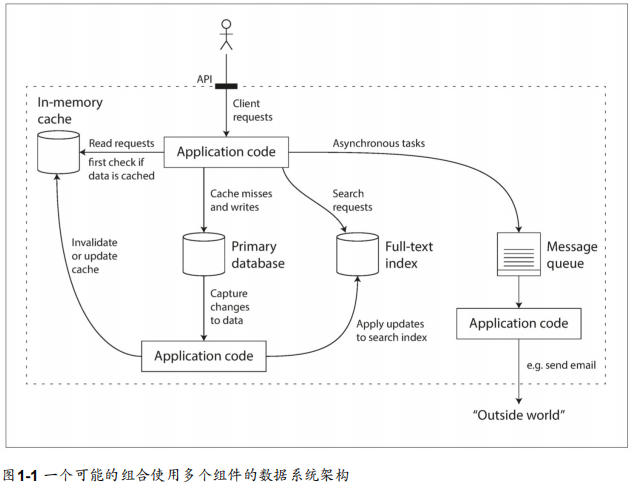 API
Client
requests
In-memory
cache
Read requests
first check if
data is cached
Application code
Asynchronous tasks
Cache misses
and writes
Search
requests
Invalidate
or update
cache
Primary
database
Full-text
index
Message
queue
Capture
changes
to data
Apply updates
to search index
Application code
Application code
e.g. send email
“Outside world”
图1-1 一个可能的组合使用多个组件的数据系统架构